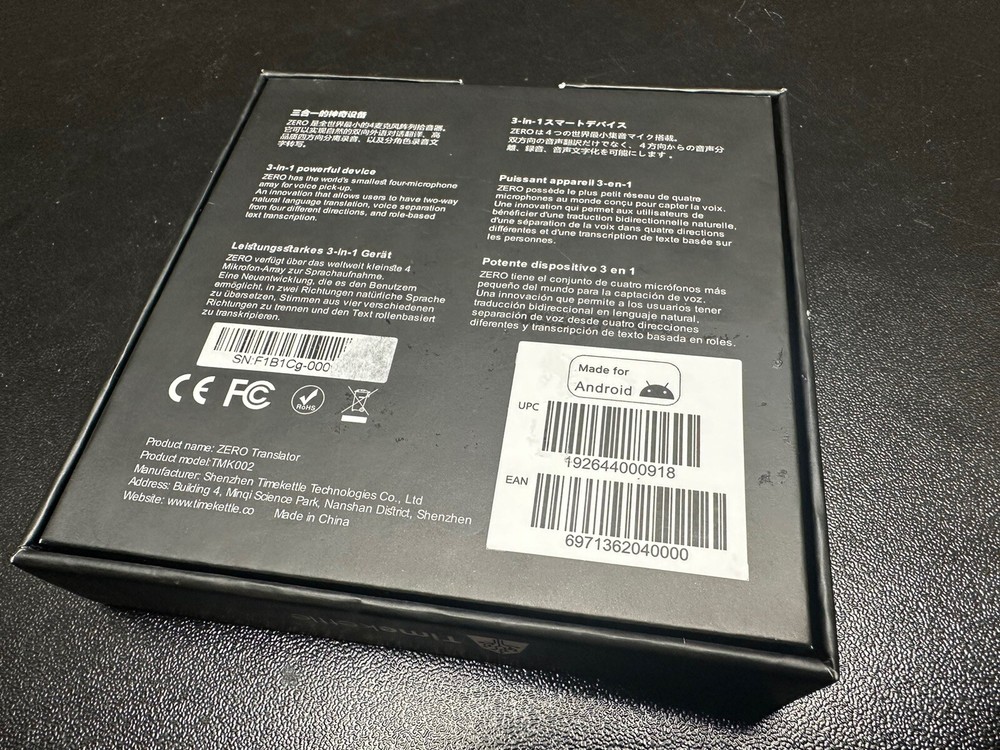 三合一的神奇设备
ZERO 是全世界最小的4麦克风阵列拾音器。
它可以实现自然的双向外语对话翻译、高
品质四方向分离录音、以及分角色录音文
字转写。
3-in-1 powerful device
ZERO has the world's smallest four-microphone
array for voice pick-up.
An innovation that allows users to have two-way
natural language translation, voice separation
from four different directions, and role-based
text transcription.
Leistungsstarkes 3-in-1 Gerät
ZERO verfügt über das weltweit kleinste 4
Mikrofon-Array zur Sprachaufnahme.
Eine Neuentwicklung, die es den Benutzern
ermöglicht, in zwei Richtungen natürliche Sprache
zu übersetzen, Stimmen aus vier verschiedenen
Richtungen zu trennen und den Text rollenbasiert
zu transkripieren.
SN:F1B1Cg-000
CE FC RoHS
Product name: ZERO Translator
Product model:TMK002
Manufacturer: Shenzhen Timekettle Technologies Co., Ltd
Address: Building 4, Minqi Science Park, Nanshan District, Shenzhen
Website: www.timekettle.co Made in China
3-in-1スマートデバイス
ZEROは4つの世界最小集音マイク搭載。
双方向の音声翻訳だけでなく、4方向からの音声分
離、録音、音声文字化を可能にします。
Puissant appareil 3-en-1
ZERO possède le plus petit réseau de quatre
microphones au monde conçu pour capter la voix.
Une innovation qui permet aux utilisateurs de
bénéficier d'une traduction bidirectionnelle naturelle,
d'une séparation de la voix dans quatre directions
différentes et d'une transcription de texte basée sur
les personnes.
Potente dispositivo 3 en 1
ZERO tiene el conjunto de cuatro micrófonos más
pequeño del mundo para la captación de voz.
Una innovación que permite a los usuarios tener
traducción bidireccional en lenguaje natural,
separación de voz desde cuatro direcciones
diferentes y transcripción de texto basada en roles.
Made for
Android
UPC
192644000918
EAN
6971362040000
Timekettle